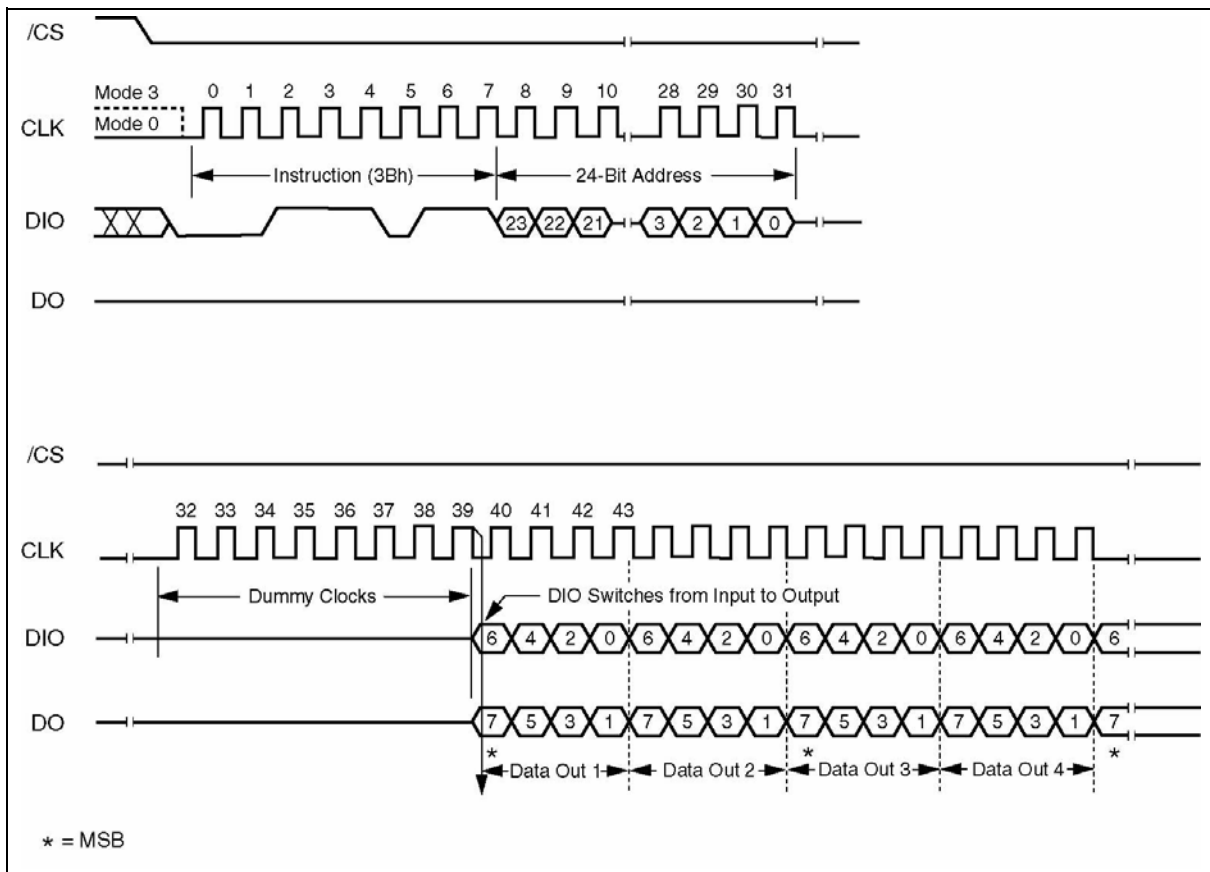 /CS
Mode 3 0 1 2 3 4 5 6 7 8 9 10 28 29 30 31
CLK Mode 0
Instruction (3Bh) 24-Bit Address
DIO 23 22 21 3 2 1 0
DO
/CS
32 33 34 35 36 37 38 39 40 41 42 43
CLK
Dummy Clocks DIO Switches from Input to Output
DIO 6 4 2 0 6 4 2 0 6 4 2 0 6 4 2 0 6
DO 7 5 3 1 7 5 3 1 7 5 3 1 7 5 3 1 7
* * *
Data Out 1 Data Out 2 Data Out 3 Data Out 4
* = MSB